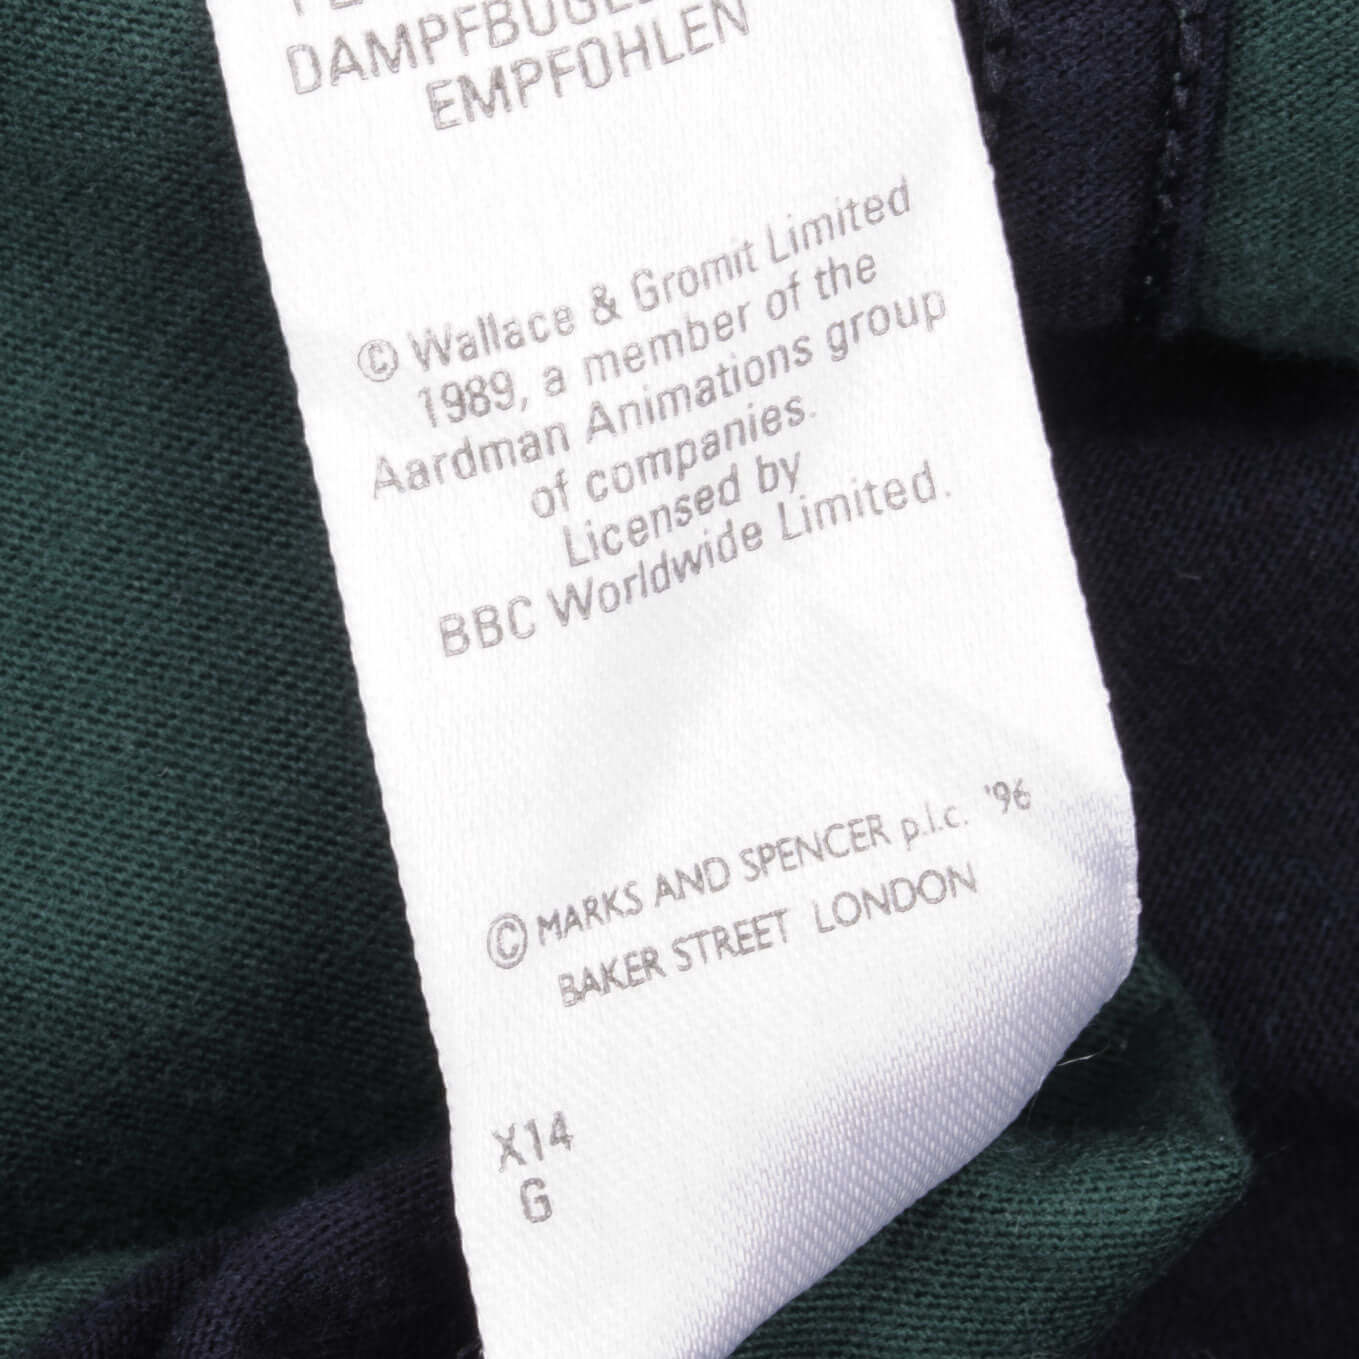 DAMPFBÜGEL
EMPFOHLEN
© Wallace & Gromit Limited
1989, a member of the
Aardman Animations group
of companies.
Licensed by
BBC Worldwide Limited.
© MARKS AND SPENCER p.l.c. '96
BAKER STREET LONDON
X14
G